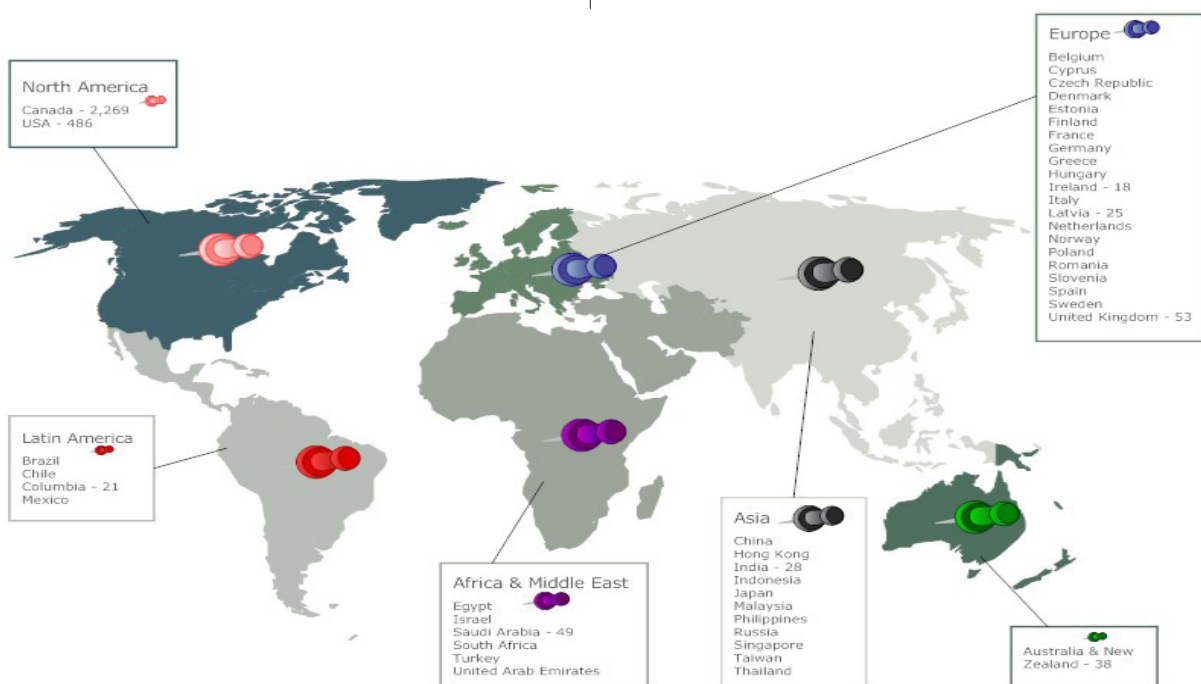 North America
Canada - 2,269
USA - 486
Europe
Belgium
Cyprus
Czech Republic
Denmark
Estonia
Finland
France
Germany
Greece
Hungary
Ireland - 18
Italy
Latvia - 25
Netherlands
Norway
Poland
Romania
Slovenia
Spain
Sweden
United Kingdom - 53
Latin America
Brazil
Chile
Columbia - 21
Mexico
Africa & Middle East
Egypt
Israel
Saudi Arabia - 49
South Africa
Turkey
United Arab Emirates
Asia
China
Hong Kong
India - 28
Indonesia
Japan
Malaysia
Philippines
Russia
Singapore
Taiwan
Thailand
Australia & New
Zealand - 38